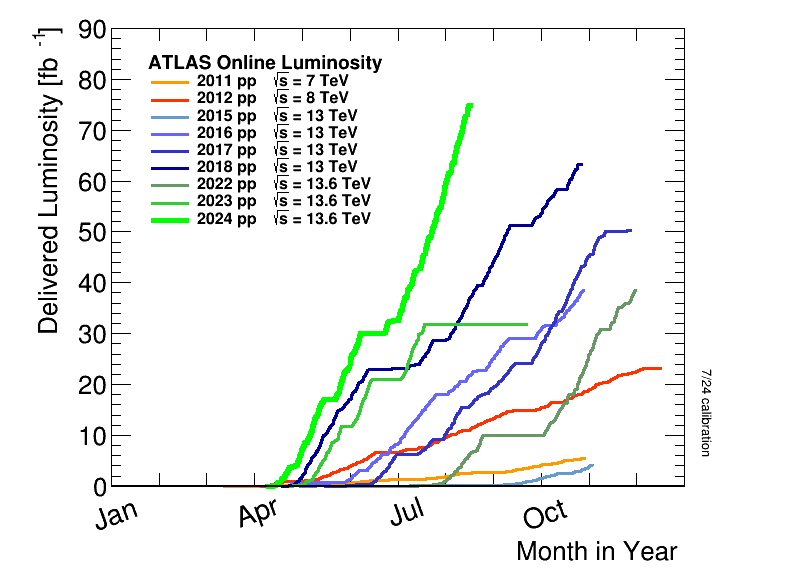 90
80
70
60
50
40
30
20
10
0
Delivered Luminosity [fb⁻¹]
ATLAS Online Luminosity
2011 pp √s = 7 TeV
2012 pp √s = 8 TeV
2015 pp √s = 13 TeV
2016 pp √s = 13 TeV
2017 pp √s = 13 TeV
2018 pp √s = 13 TeV
2022 pp √s = 13.6 TeV
2023 pp √s = 13.6 TeV
2024 pp √s = 13.6 TeV
7/24 calibration
Jan Apr Jul Oct
Month in Year